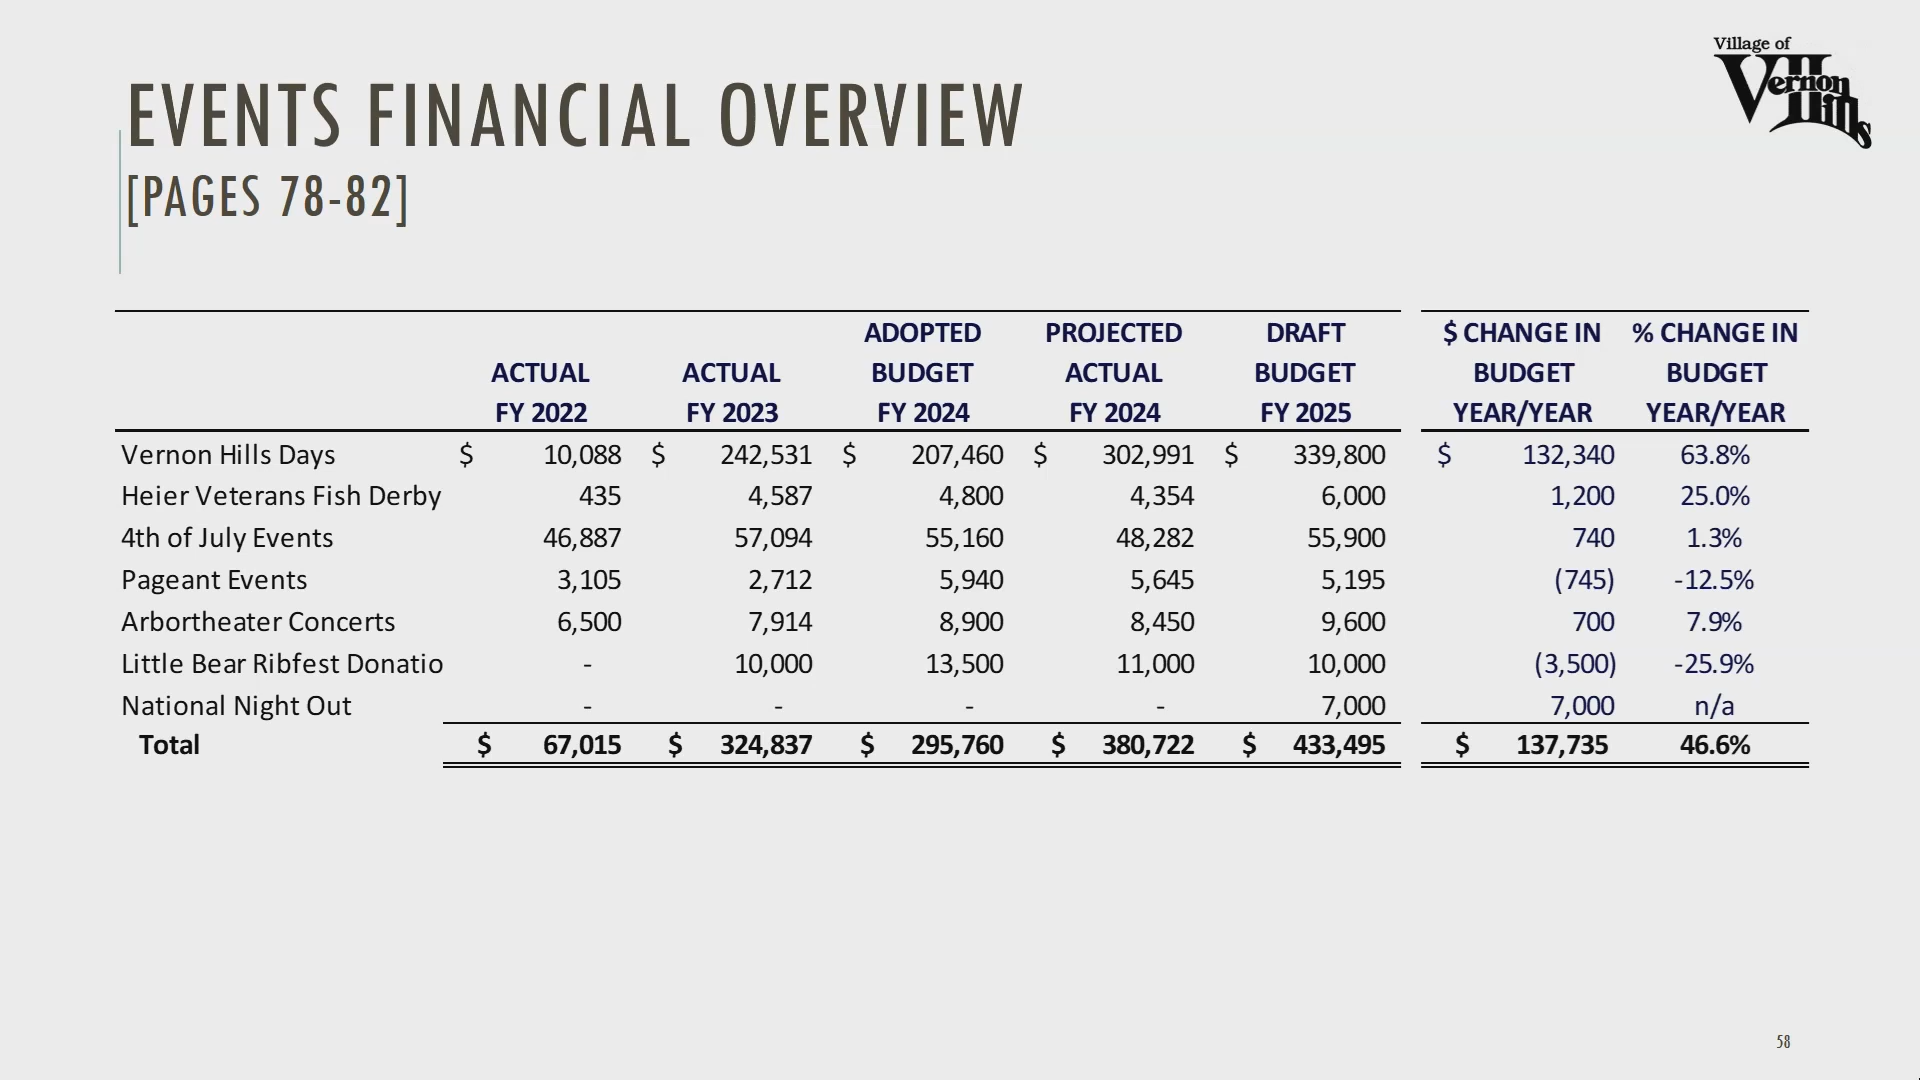 Village of
Vernon
Hills
EVENTS FINANCIAL OVERVIEW
[PAGES 78-82]
ADOPTED PROJECTED DRAFT $ CHANGE IN % CHANGE IN
ACTUAL ACTUAL BUDGET ACTUAL BUDGET BUDGET BUDGET
FY 2022 FY 2023 FY 2024 FY 2024 FY 2025 YEAR/YEAR YEAR/YEAR
Vernon Hills Days $ 10,088 $ 242,531 $ 207,460 $ 302,991 $ 339,800 $ 132,340 63.8%
Heier Veterans Fish Derby 435 4,587 4,800 4,354 6,000 1,200 25.0%
4th of July Events 46,887 57,094 55,160 48,282 55,900 740 1.3%
Pageant Events 3,105 2,712 5,940 5,645 5,195 (745) -12.5%
Arbortheater Concerts 6,500 7,914 8,900 8,450 9,600 700 7.9%
Little Bear Ribfest Donatio - 10,000 13,500 11,000 10,000 (3,500) -25.9%
National Night Out - - - - 7,000 7,000 n/a
Total $ 67,015 $ 324,837 $ 295,760 $ 380,722 $ 433,495 $ 137,735 46.6%
58